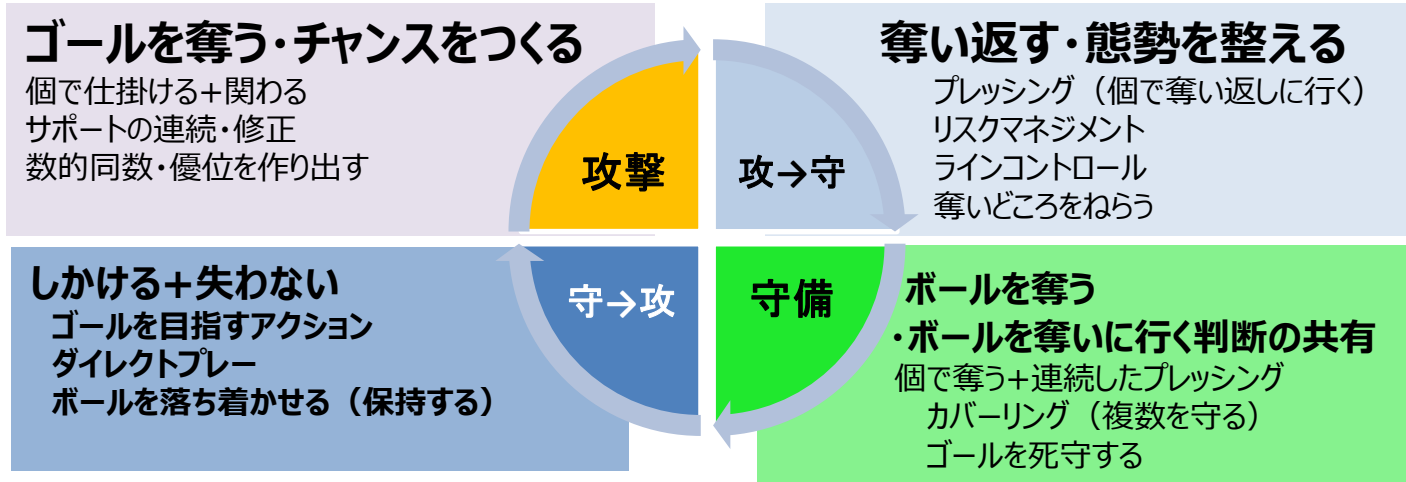 ゴールを奪う・チャンスをつくる
個で仕掛ける+関わる
サポートの連続・修正
数的同数・優位を作り出す
攻撃
奪い返す・態勢を整える
プレッシング（個で奪い返しに行く）
リスクマネジメント
ラインコントロール
奪いどころをねらう
攻→守
しかける+失わない
ゴールを目指すアクション
ダイレクトプレー
ボールを落ち着かせる（保持する）
守→攻
守備
ボールを奪う
・ボールを奪いに行く判断の共有
個で奪う+連続したプレッシング
カバーリング（複数を守る）
ゴールを死守する